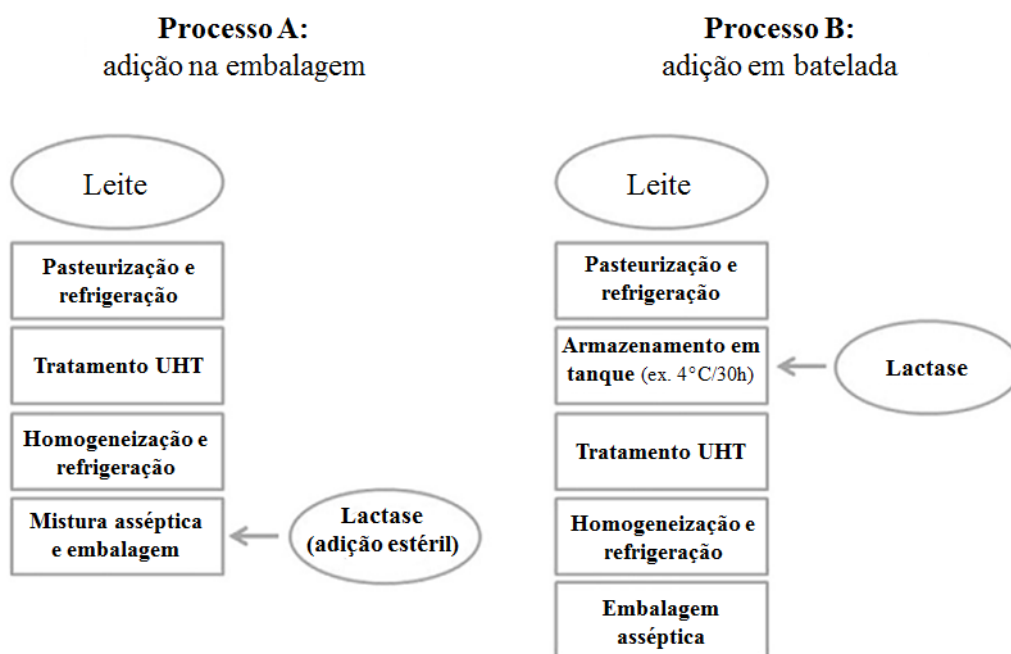 Processo A:
adição na embalagem
Leite
Pasteurização e
refrigeração
Tratamento UHT
Homogeneização e
refrigeração
Mistura asséptica
e embalagem
Lactase
(adição estéril)
Processo B:
adição em batelada
Leite
Pasteurização e
refrigeração
Armazenamento em
tanque (ex. 4°C/30h)
Lactase
Tratamento UHT
Homogeneização e
refrigeração
Embalagem
asséptica